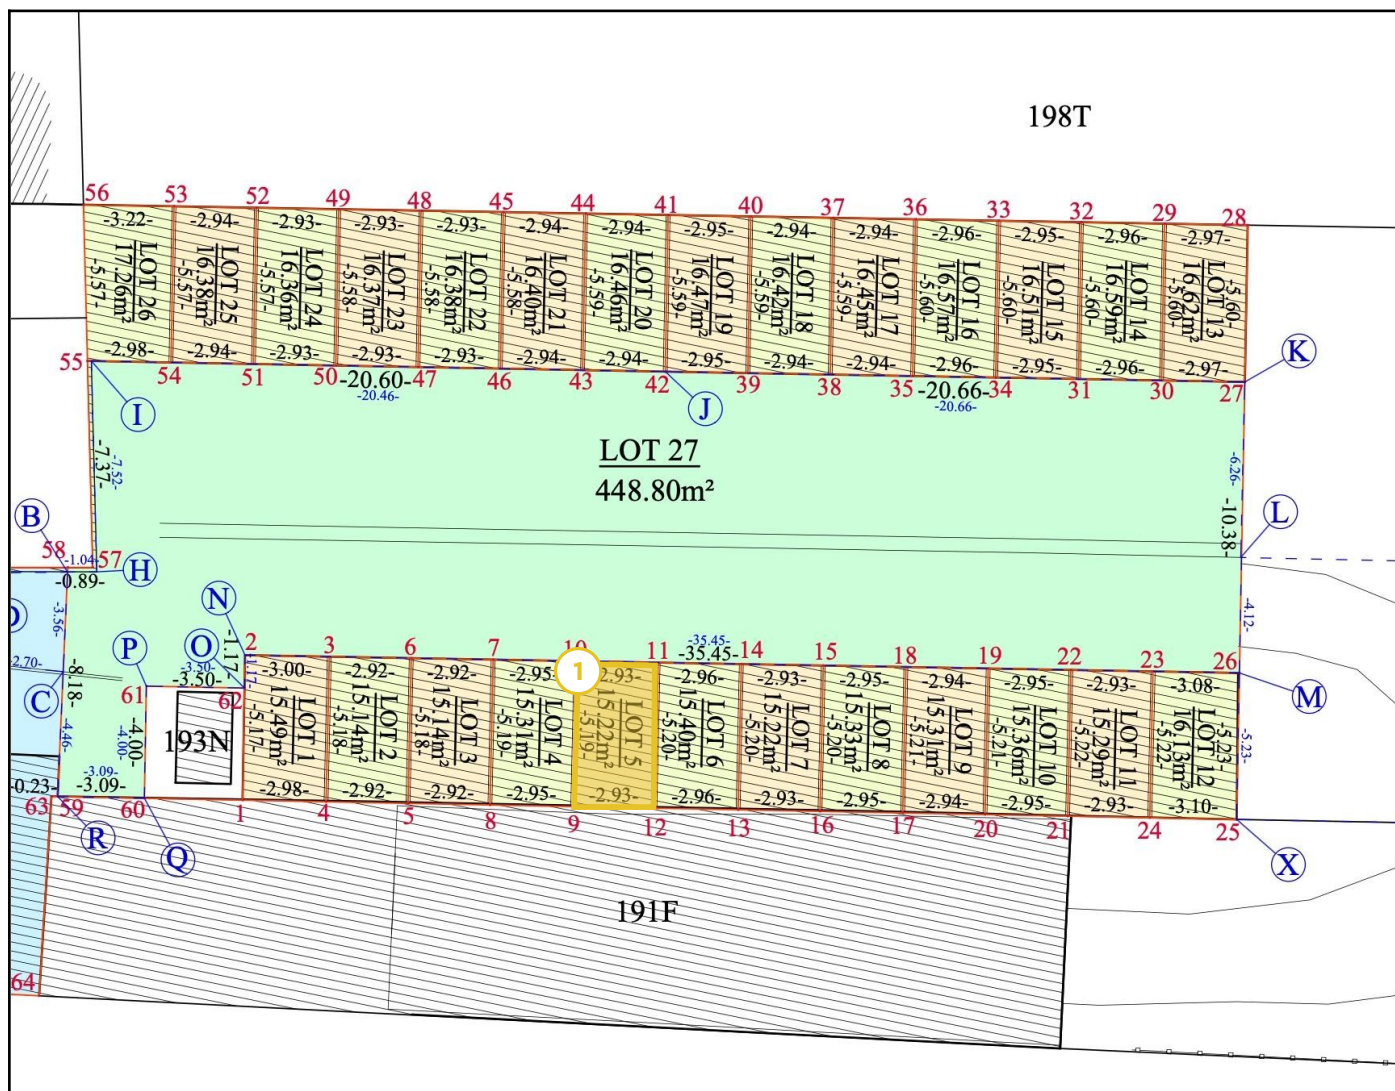 198T
56 53 52 49 48 45 44 41 40 37 36 33 32 29 28
-3.22- -2.94- -2.93- -2.93- -2.93- -2.94- -2.94- -2.95- -2.94- -2.94- -2.96- -2.95- -2.96- -2.97-
LOT 26
17.26m²
-5.57-
LOT 25
16.38m²
-5.57-
LOT 24
16.36m²
-5.57-
LOT 23
16.37m²
-5.58-
LOT 22
16.38m²
-5.58-
LOT 21
16.40m²
-5.58-
LOT 20
16.46m²
-5.59-
LOT 19
16.47m²
-5.59-
LOT 18
16.42m²
-5.59-
LOT 17
16.45m²
-5.59-
LOT 16
16.57m²
-5.60-
LOT 15
16.51m²
-5.60-
LOT 14
16.59m²
-5.60-
-5.60-
LOT 13
16.62m²
-5.60-
-2.98- -2.94- -2.93- -2.93- -2.93- -2.94- -2.94- -2.95- -2.94- -2.94- -2.96- -2.95- -2.96- -2.97-
K
55 54 51 50 -20.60- 47 46 43 42 39 38 35 -20.66- 34 31 30 27
-20.46- -20.66-
I J
LOT 27
448.80m²
-7.52-
-7.37-
-6.26-
-10.38-
B L
58 -1.04- 57 H
-0.89-
-3.56-
-4.12-
N
O
P
-1.17
-1.17-
2 3 6 7 10 11 -35.45- 14 15 18 19 22 23 26
-35.45-
1
-2.70-
-8.18-
C
-4.46-
61 -3.50- 62
-3.50-
M
-3.00- -2.92- -2.92- -2.95- -2.93- -2.96- -2.93- -2.95- -2.94- -2.95- -2.93- -3.08-
193N
-4.00-
-4.00-
LOT 1
15.49m²
-5.17-
LOT 2
15.14m²
-5.18-
LOT 3
15.14m²
-5.18-
LOT 4
15.31m²
-5.19-
LOT 5
15.22m²
-5.19-
LOT 6
15.40m²
-5.20-
LOT 7
15.22m²
-5.20-
LOT 8
15.33m²
-5.20-
LOT 9
15.31m²
-5.21-
LOT 10
15.36m²
-5.21-
LOT 11
15.29m²
-5.22-
-5.23-
LOT 12
16.13m²
-5.22-
-5.23-
-0.23- -3.09-
-3.09-
-2.98- -2.92- -2.92- -2.95- -2.93- -2.96- -2.93- -2.95- -2.94- -2.95- -2.93- -3.10-
63 59 60 1 4 5 8 9 12 13 16 17 20 21 24 25
R Q X
191F
64